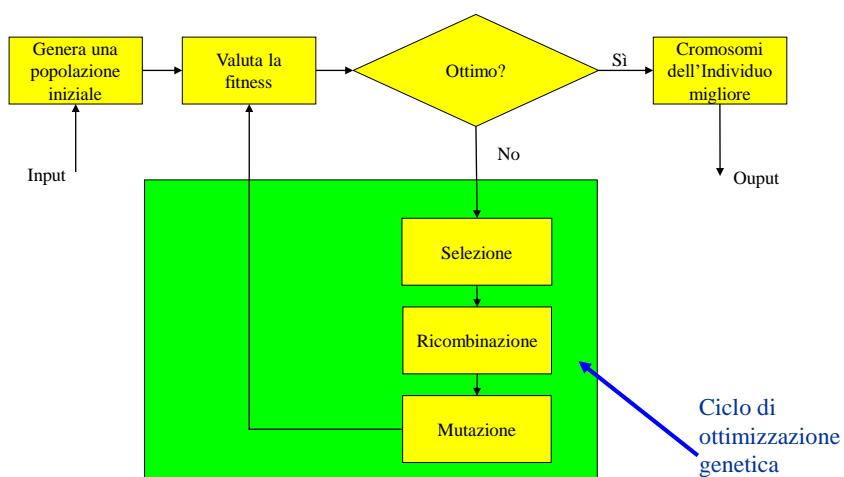 Genera una
popolazione
iniziale
Valuta la
fitness
Ottimo?
Sì
Cromosomi
dell’Individuo
migliore
Input
No
Ouput
Selezione
Ricombinazione
Mutazione
Ciclo di
ottimizzazione
genetica